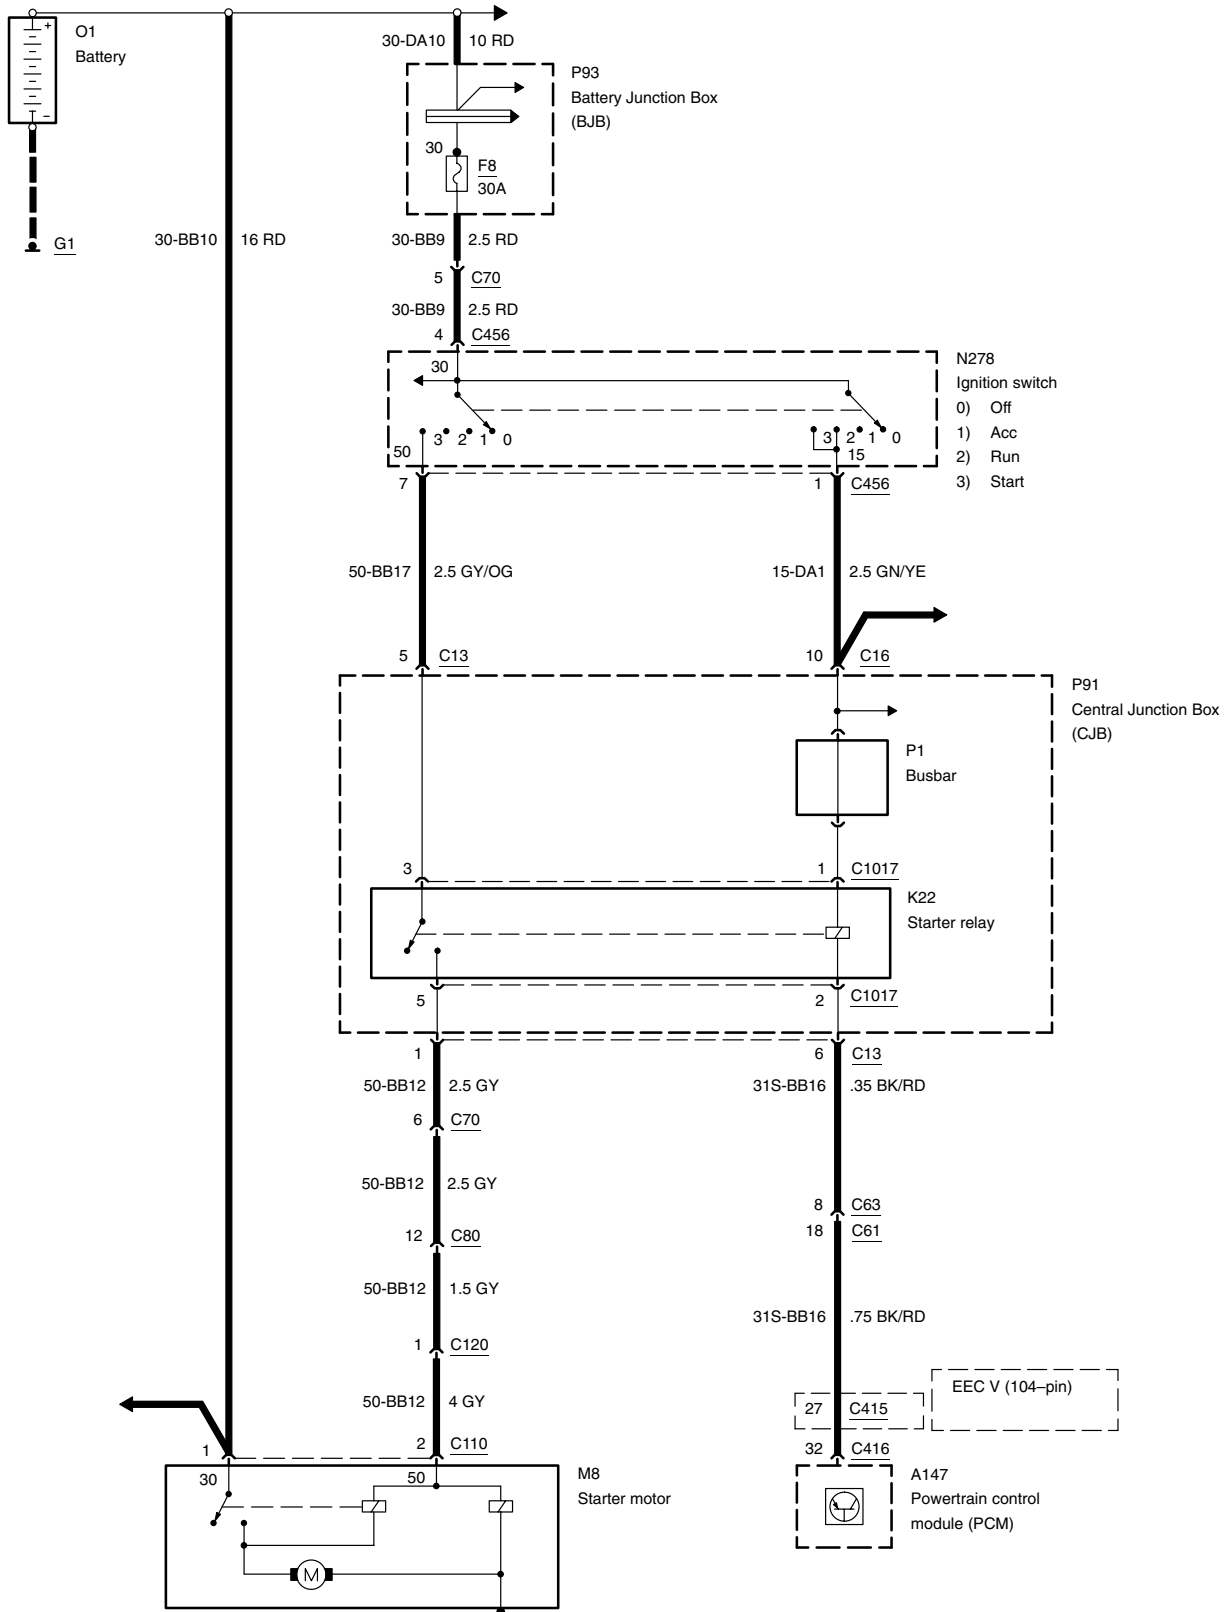 +
O1
Battery
−
G1
30-DA10 10 RD
P93
Battery Junction Box
(BJB)
30
F8
30A
30-BB10 16 RD
30-BB9 2.5 RD
5 C70
30-BB9 2.5 RD
4 C456
N278
Ignition switch
0) Off
1) Acc
2) Run
3) Start
30
3 2 1 0
3 2 1 0
50
15
7
1 C456
50-BB17 2.5 GY/OG
15-DA1 2.5 GN/YE
5 C13
10 C16
P91
Central Junction Box
(CJB)
P1
Busbar
3
1 C1017
K22
Starter relay
5
2 C1017
1
6 C13
50-BB12 2.5 GY
31S-BB16 .35 BK/RD
6 C70
50-BB12 2.5 GY
8 C63
12 C80
18 C61
50-BB12 1.5 GY
31S-BB16 .75 BK/RD
1 C120
EEC V (104–pin)
50-BB12 4 GY
27 C415
1
2 C110
32 C416
30
50
M8
Starter motor
A147
Powertrain control
module (PCM)
M